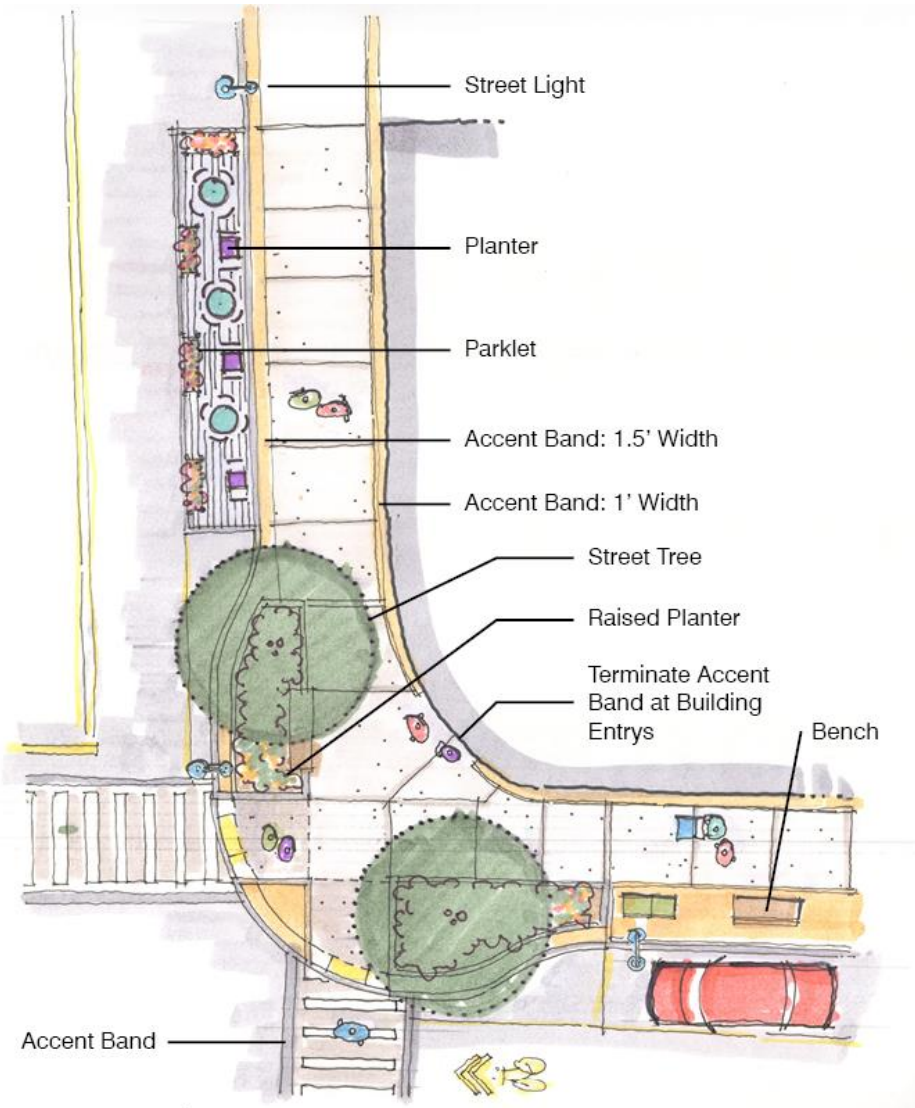 Street Light
Planter
Parklet
Accent Band: 1.5’ Width
Accent Band: 1’ Width
Street Tree
Raised Planter
Terminate Accent
Band at Building
Entrys
Bench
Accent Band